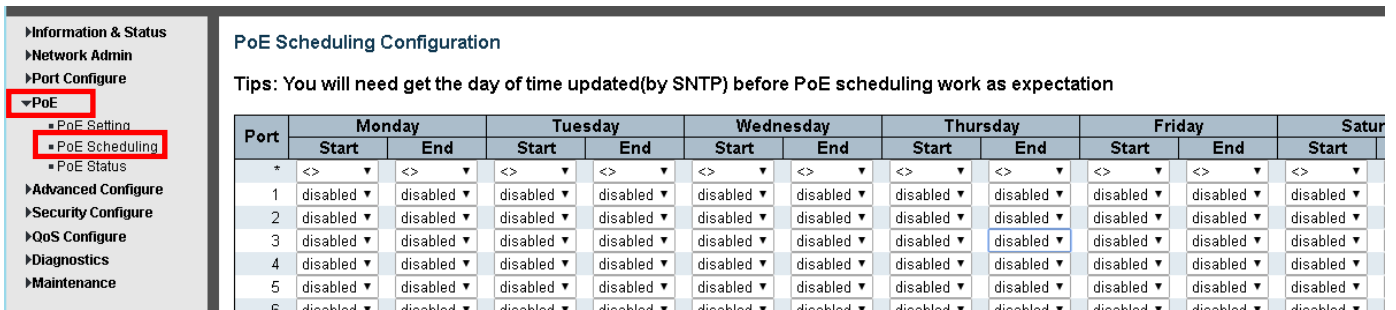 Information & Status
Network Admin
Port Configure
PoE
PoE Setting
PoE Scheduling
PoE Status
Advanced Configure
Security Configure
QoS Configure
Diagnostics
Maintenance
PoE Scheduling Configuration
Tips: You will need get the day of time updated(by SNTP) before PoE scheduling work as expectation
Port Monday Tuesday Wednesday Thursday Friday Satur
Start End Start End Start End Start End Start End Start
* <> <> <> <> <> <> <> <> <> <> <>
1 disabled disabled disabled disabled disabled disabled disabled disabled disabled disabled disabled
2 disabled disabled disabled disabled disabled disabled disabled disabled disabled disabled disabled
3 disabled disabled disabled disabled disabled disabled disabled disabled disabled disabled disabled
4 disabled disabled disabled disabled disabled disabled disabled disabled disabled disabled disabled
5 disabled disabled disabled disabled disabled disabled disabled disabled disabled disabled disabled